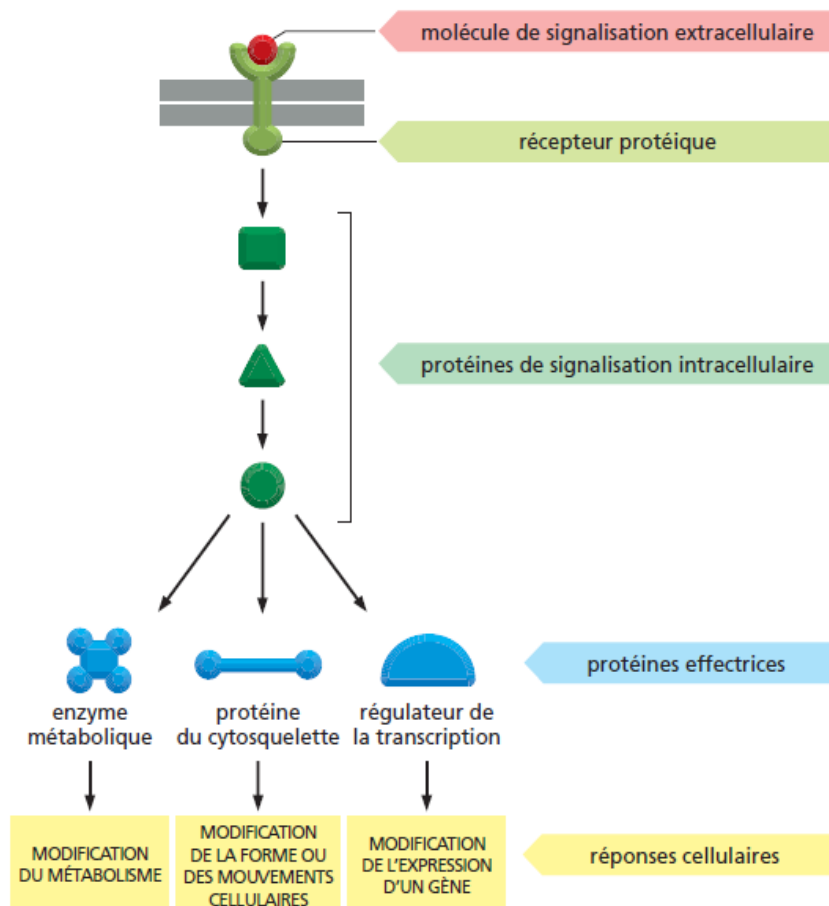 molécule de signalisation extracellulaire
récepteur protéique
protéines de signalisation intracellulaire
protéines effectrices
enzyme
métabolique
protéine
du cytosquelette
régulateur de
la transcription
MODIFICATION
DU MÉTABOLISME
MODIFICATION
DE LA FORME OU
DES MOUVEMENTS
CELLULAIRES
MODIFICATION
DE L'EXPRESSION
D'UN GÈNE
réponses cellulaires